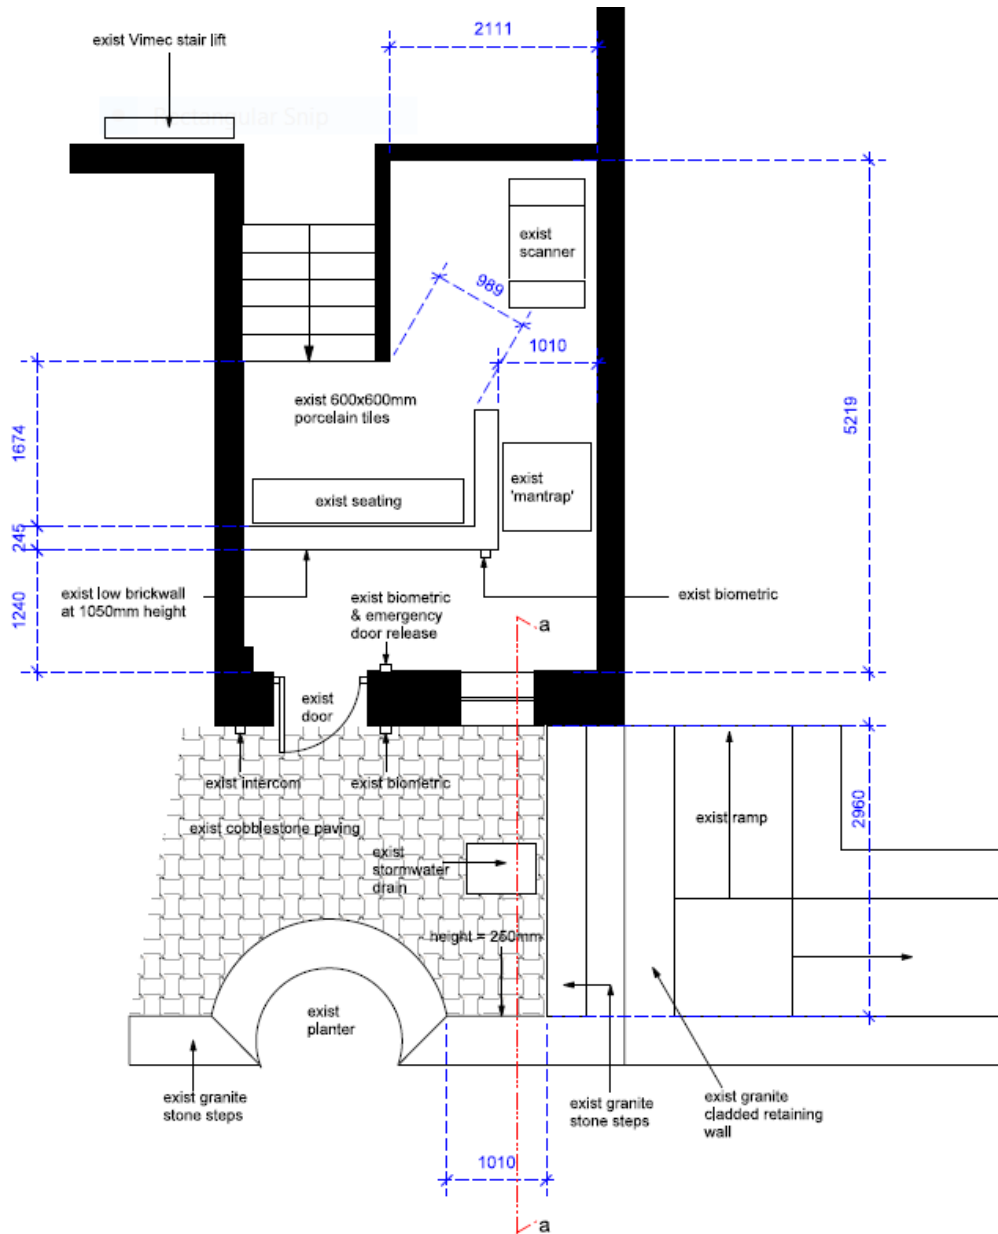 2111
exist Vimec stair lift
Rectangular Snip
exist
scanner
989
1010
exist 600x600mm
porcelain tiles
1674
5219
exist seating
exist
'mantrap'
245
exist low brickwall
at 1050mm height
exist biometric
& emergency
door release
exist biometric
1240
a
exist
door
exist intercom
exist biometric
2960
exist ramp
exist cobblestone paving
exist
stormwater
drain
height = 250mm
exist
planter
exist granite
stone steps
exist granite
stone steps
exist granite
cladded retaining
wall
1010
a